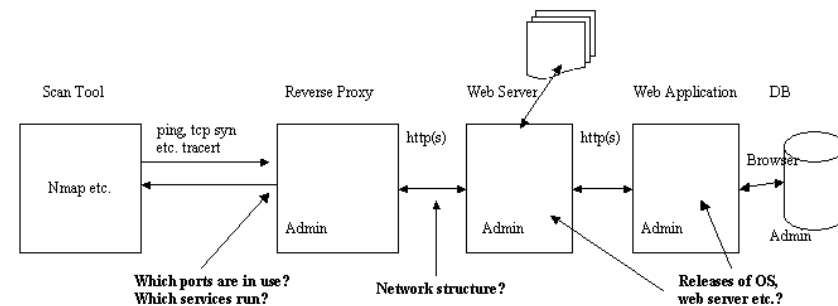 Scan Tool
Reverse Proxy
Web Server
Web Application
DB
ping, tcp syn
etc. tracert
http(s)
http(s)
Browser
Nmap etc.
Admin
Admin
Admin
Admin
Which ports are in use?
Which services run?
Network structure?
Releases of OS,
web server etc.?